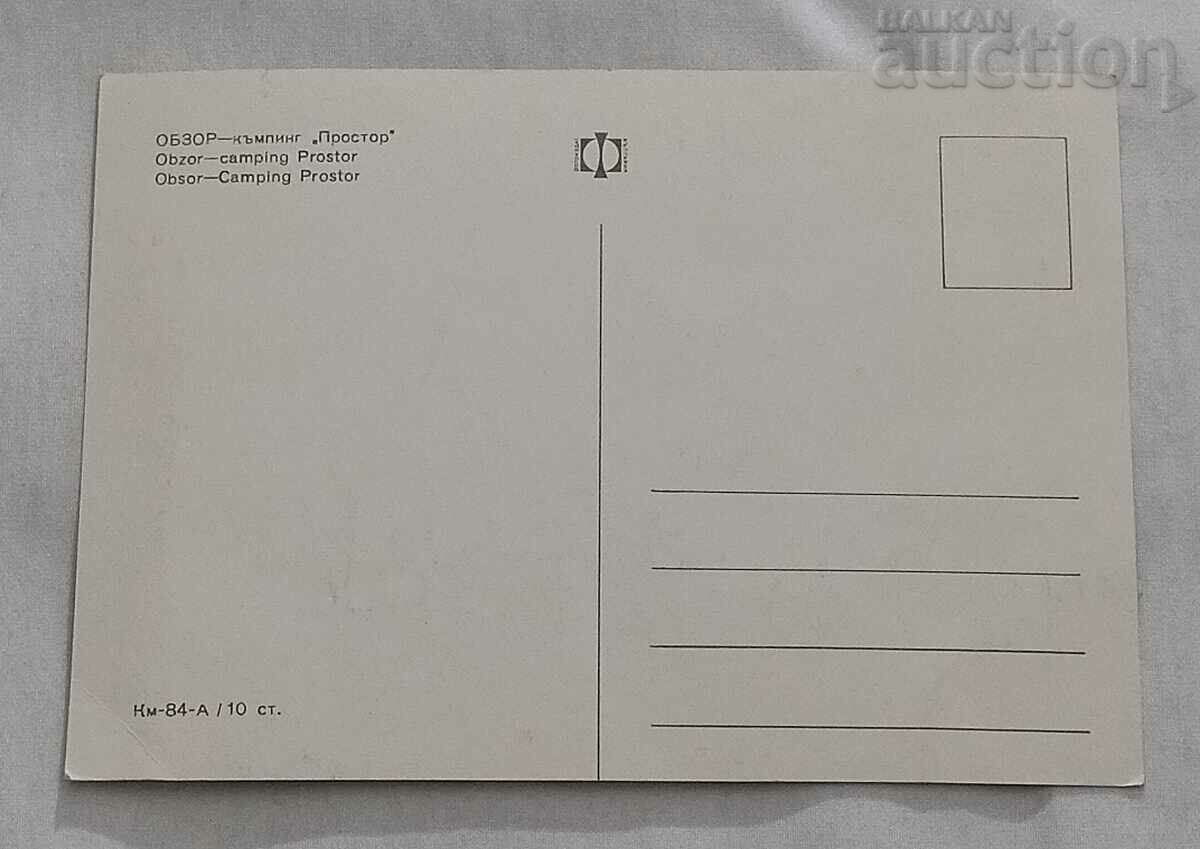 BALKAN
auction
ОБЗОР—къмпинг „Простор"
Obzor—camping Prostor
Obsor—Camping Prostor
Км-84-А / 10 ст.